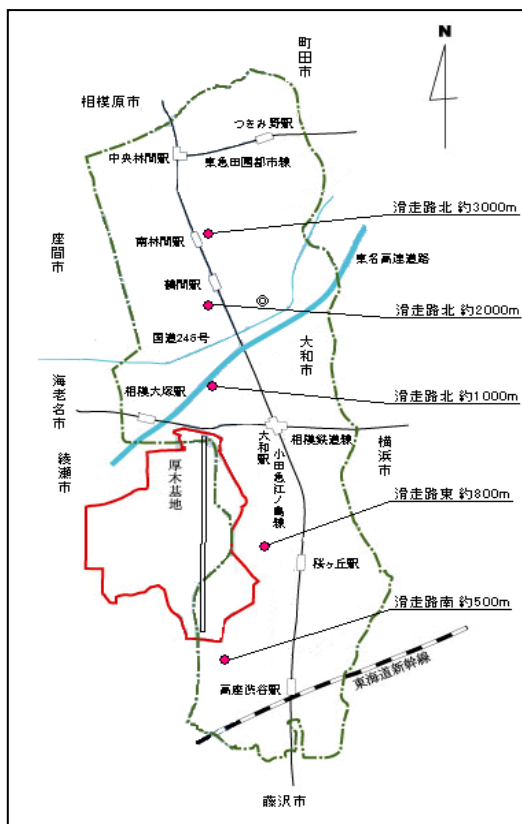 町田市
N
相模原市
つきみ野駅
中央林間駅
東急田園都市線
滑走路北 約3000m
座間市
南林間駅
東名高速道路
鶴間駅
滑走路北 約2000m
国道246号
大和市
相模大塚駅
滑走路北 約1000m
海老名市
相模鉄道線
横浜市
大和駅
小田急江ノ島線
綾瀬市
厚木基地
滑走路東 約800m
桜ヶ丘駅
滑走路南 約500m
高座渋谷駅
東海道新幹線
藤沢市